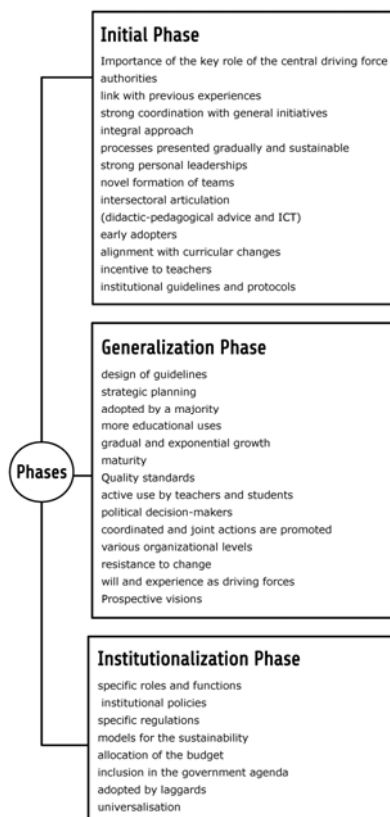 Initial Phase
Importance of the key role of the central driving force
authorities
link with previous experiences
strong coordination with general initiatives
integral approach
processes presented gradually and sustainable
strong personal leaderships
novel formation of teams
intersectoral articulation
(didactic-pedagogical advice and ICT)
early adopters
alignment with curricular changes
incentive to teachers
institutional guidelines and protocols
Generalization Phase
design of guidelines
strategic planning
adopted by a majority
more educational uses
gradual and exponential growth
maturity
Quality standards
active use by teachers and students
political decision-makers
coordinated and joint actions are promoted
various organizational levels
resistance to change
will and experience as driving forces
Prospective visions
Phases
Institutionalization Phase
specific roles and functions
institutional policies
specific regulations
models for the sustainability
allocation of the budget
inclusion in the government agenda
adopted by laggards
universalisation